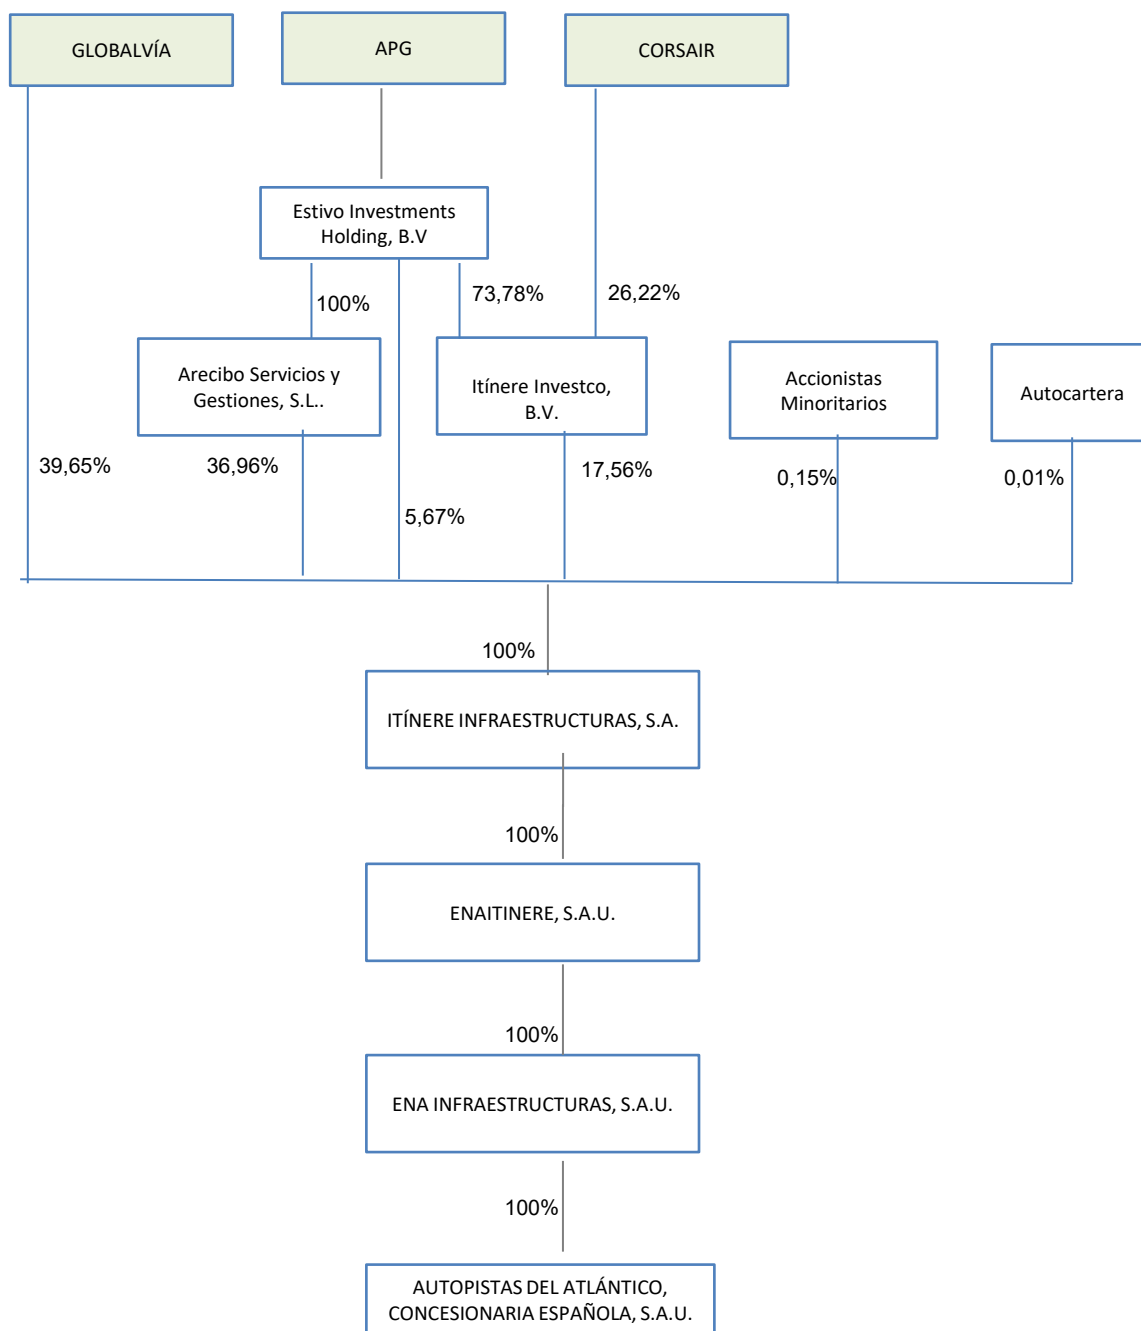 GLOBALVÍA
APG
CORSAIR
Estivo Investments
Holding, B.V
100%
73,78%
26,22%
Arecibo Servicios y
Gestiones, S.L..
Itínere Investco,
B.V.
Accionistas
Minoritarios
Autocartera
39,65%
36,96%
5,67%
17,56%
0,15%
0,01%
100%
ITÍNERE INFRAESTRUCTURAS, S.A.
100%
ENAITINERE, S.A.U.
100%
ENA INFRAESTRUCTURAS, S.A.U.
100%
AUTOPISTAS DEL ATLÁNTICO,
CONCESIONARIA ESPAÑOLA, S.A.U.